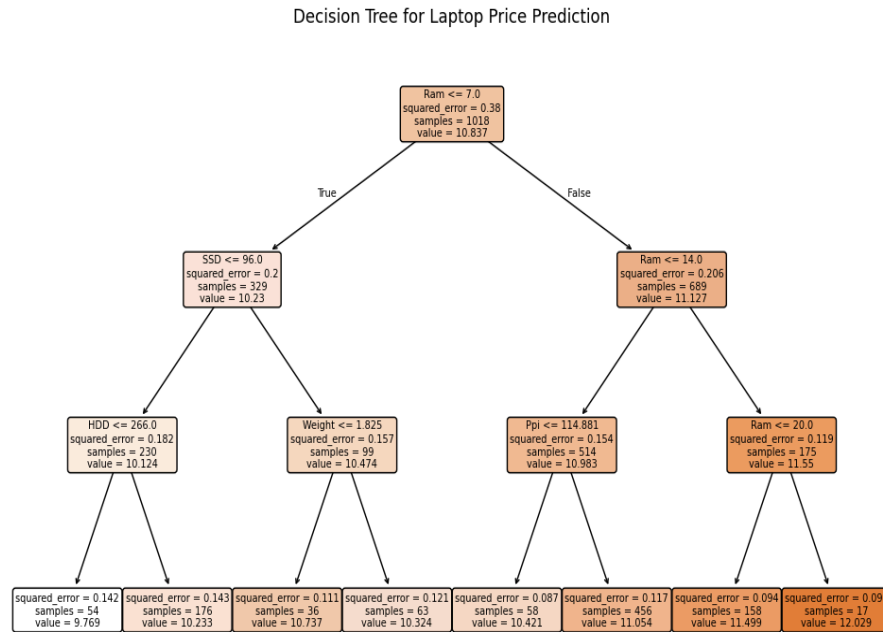 Decision Tree for Laptop Price Prediction
Ram <= 7.0
squared_error = 0.38
samples = 1018
value = 10.837
True
False
SSD <= 96.0
squared_error = 0.2
samples = 329
value = 10.23
Ram <= 14.0
squared_error = 0.206
samples = 689
value = 11.127
HDD <= 266.0
squared_error = 0.182
samples = 230
value = 10.124
Weight <= 1.825
squared_error = 0.157
samples = 99
value = 10.474
Ppi <= 114.881
squared_error = 0.154
samples = 514
value = 10.983
Ram <= 20.0
squared_error = 0.119
samples = 175
value = 11.55
squared_error = 0.142
samples = 54
value = 9.769
squared_error = 0.143
samples = 176
value = 10.233
squared_error = 0.111
samples = 36
value = 10.737
squared_error = 0.121
samples = 63
value = 10.324
squared_error = 0.087
samples = 58
value = 10.421
squared_error = 0.117
samples = 456
value = 11.054
squared_error = 0.094
samples = 158
value = 11.499
squared_error = 0.09
samples = 17
value = 12.029